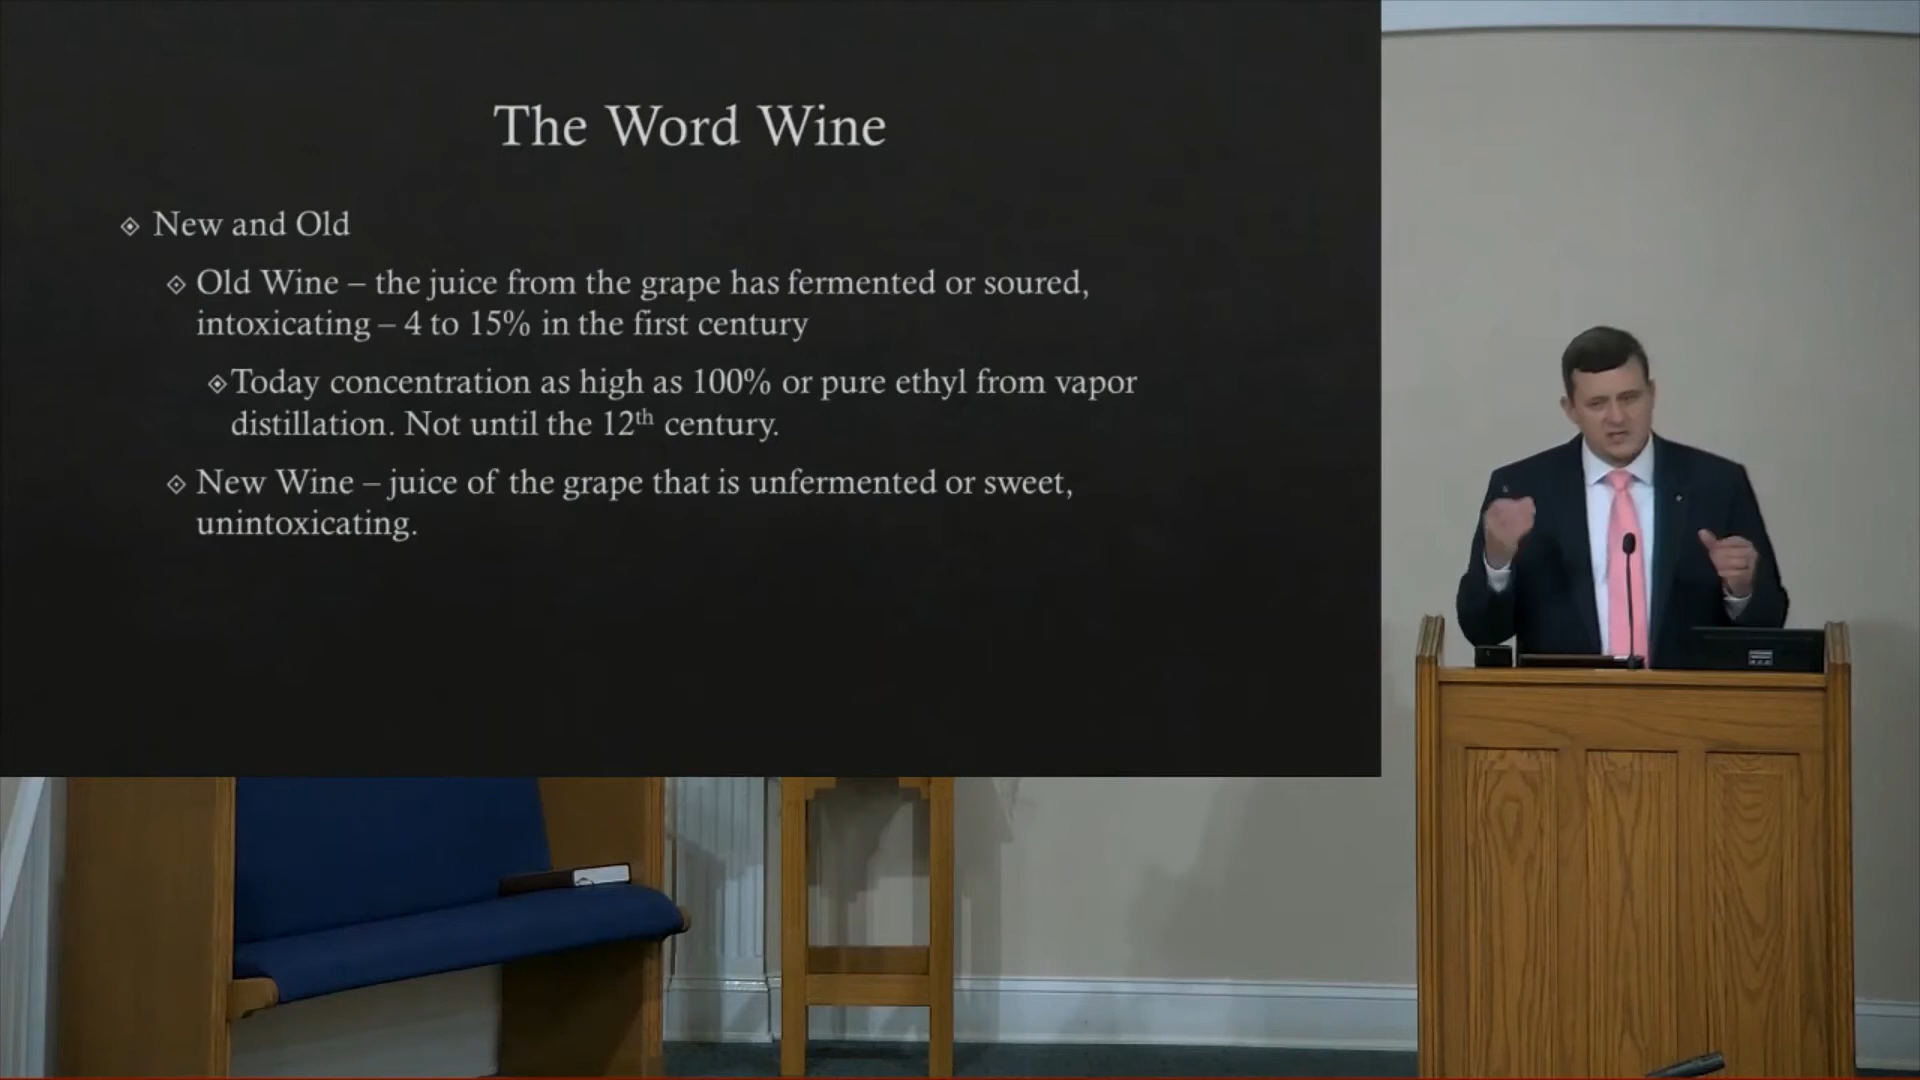 The Word Wine
New and Old
Old Wine – the juice from the grape has fermented or soured,
intoxicating – 4 to 15% in the first century
Today concentration as high as 100% or pure ethyl from vapor
distillation. Not until the 12th century.
New Wine – juice of the grape that is unfermented or sweet,
unintoxicating.